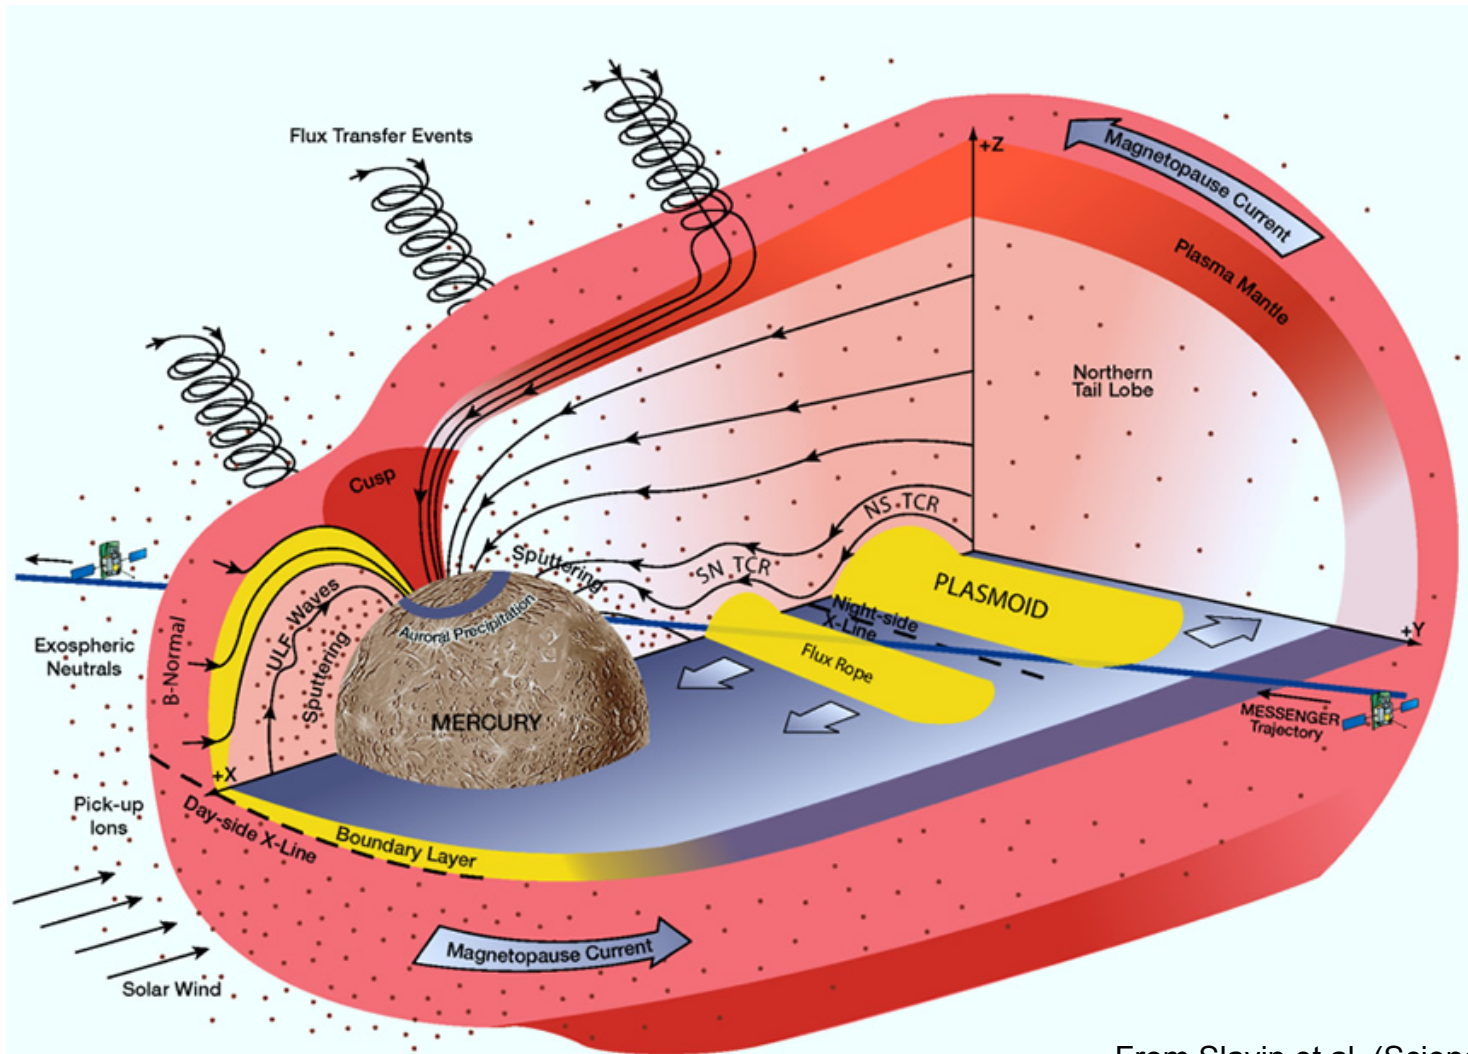 Flux Transfer Events
+Z
Magnetopause Current
Plasma Mantle
Northern
Tail Lobe
Cusp
NS TCR
SN TCR
Sputtering
PLASMOID
Night-side
X-Line
Flux Rope
+Y
MESSENGER
Trajectory
Auroral Precipitation
MERCURY
ULF Waves
Sputtering
B-Normal
Exospheric
Neutrals
+X
Pick-up
Ions
Day-side X-Line
Boundary Layer
Magnetopause Current
Solar Wind